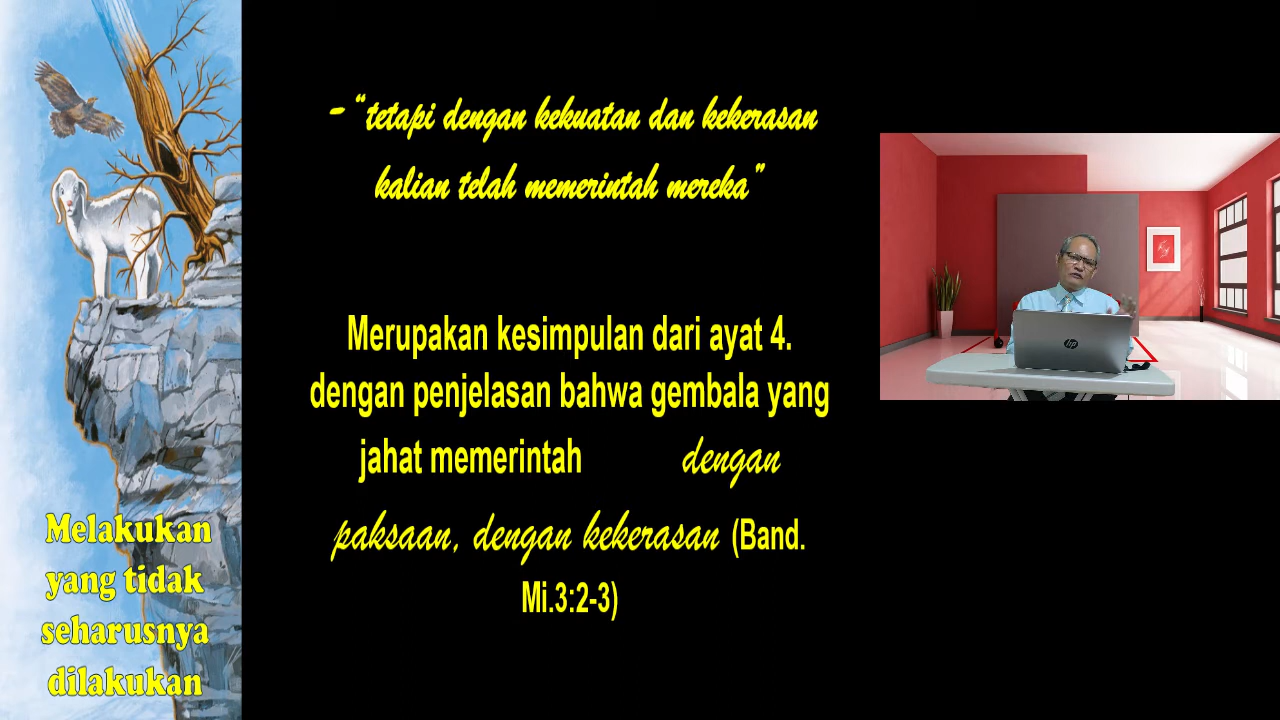 - “tetapi dengan kekuatan dan kekerasan
kalian telah memerintah mereka”
Merupakan kesimpulan dari ayat 4.
dengan penjelasan bahwa gembala yang
jahat memerintah dengan
paksaan, dengan kekerasan (Band.
Mi.3:2-3)
Melakukan
yang tidak
seharusnya
dilakukan
hp